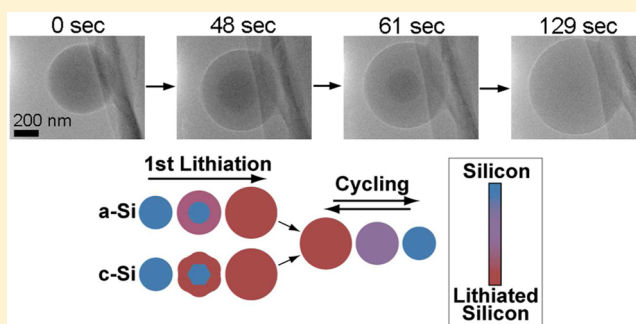 0 sec 48 sec 61 sec 129 sec
200 nm
1st Lithiation
a-Si
c-Si
Cycling
Silicon
Lithiated
Silicon